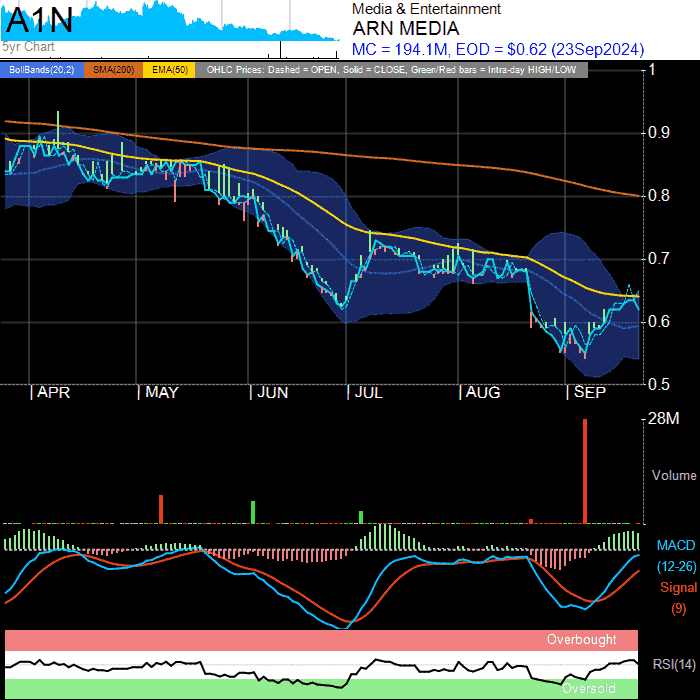 A1N
5yr Chart
Media & Entertainment
ARN MEDIA
MC = 194.1M, EOD = $0.62 (23Sep2024)
BollBands(20,2) SMA(200) EMA(50) OHLC Prices: Dashed = OPEN, Solid = CLOSE, Green/Red bars = Intra-day HIGH/LOW
1
0.9
0.8
0.7
0.6
0.5
APR MAY JUN JUL AUG SEP
28M
Volume
MACD
(12-26)
Signal
(9)
Overbought
RSI(14)
Oversold